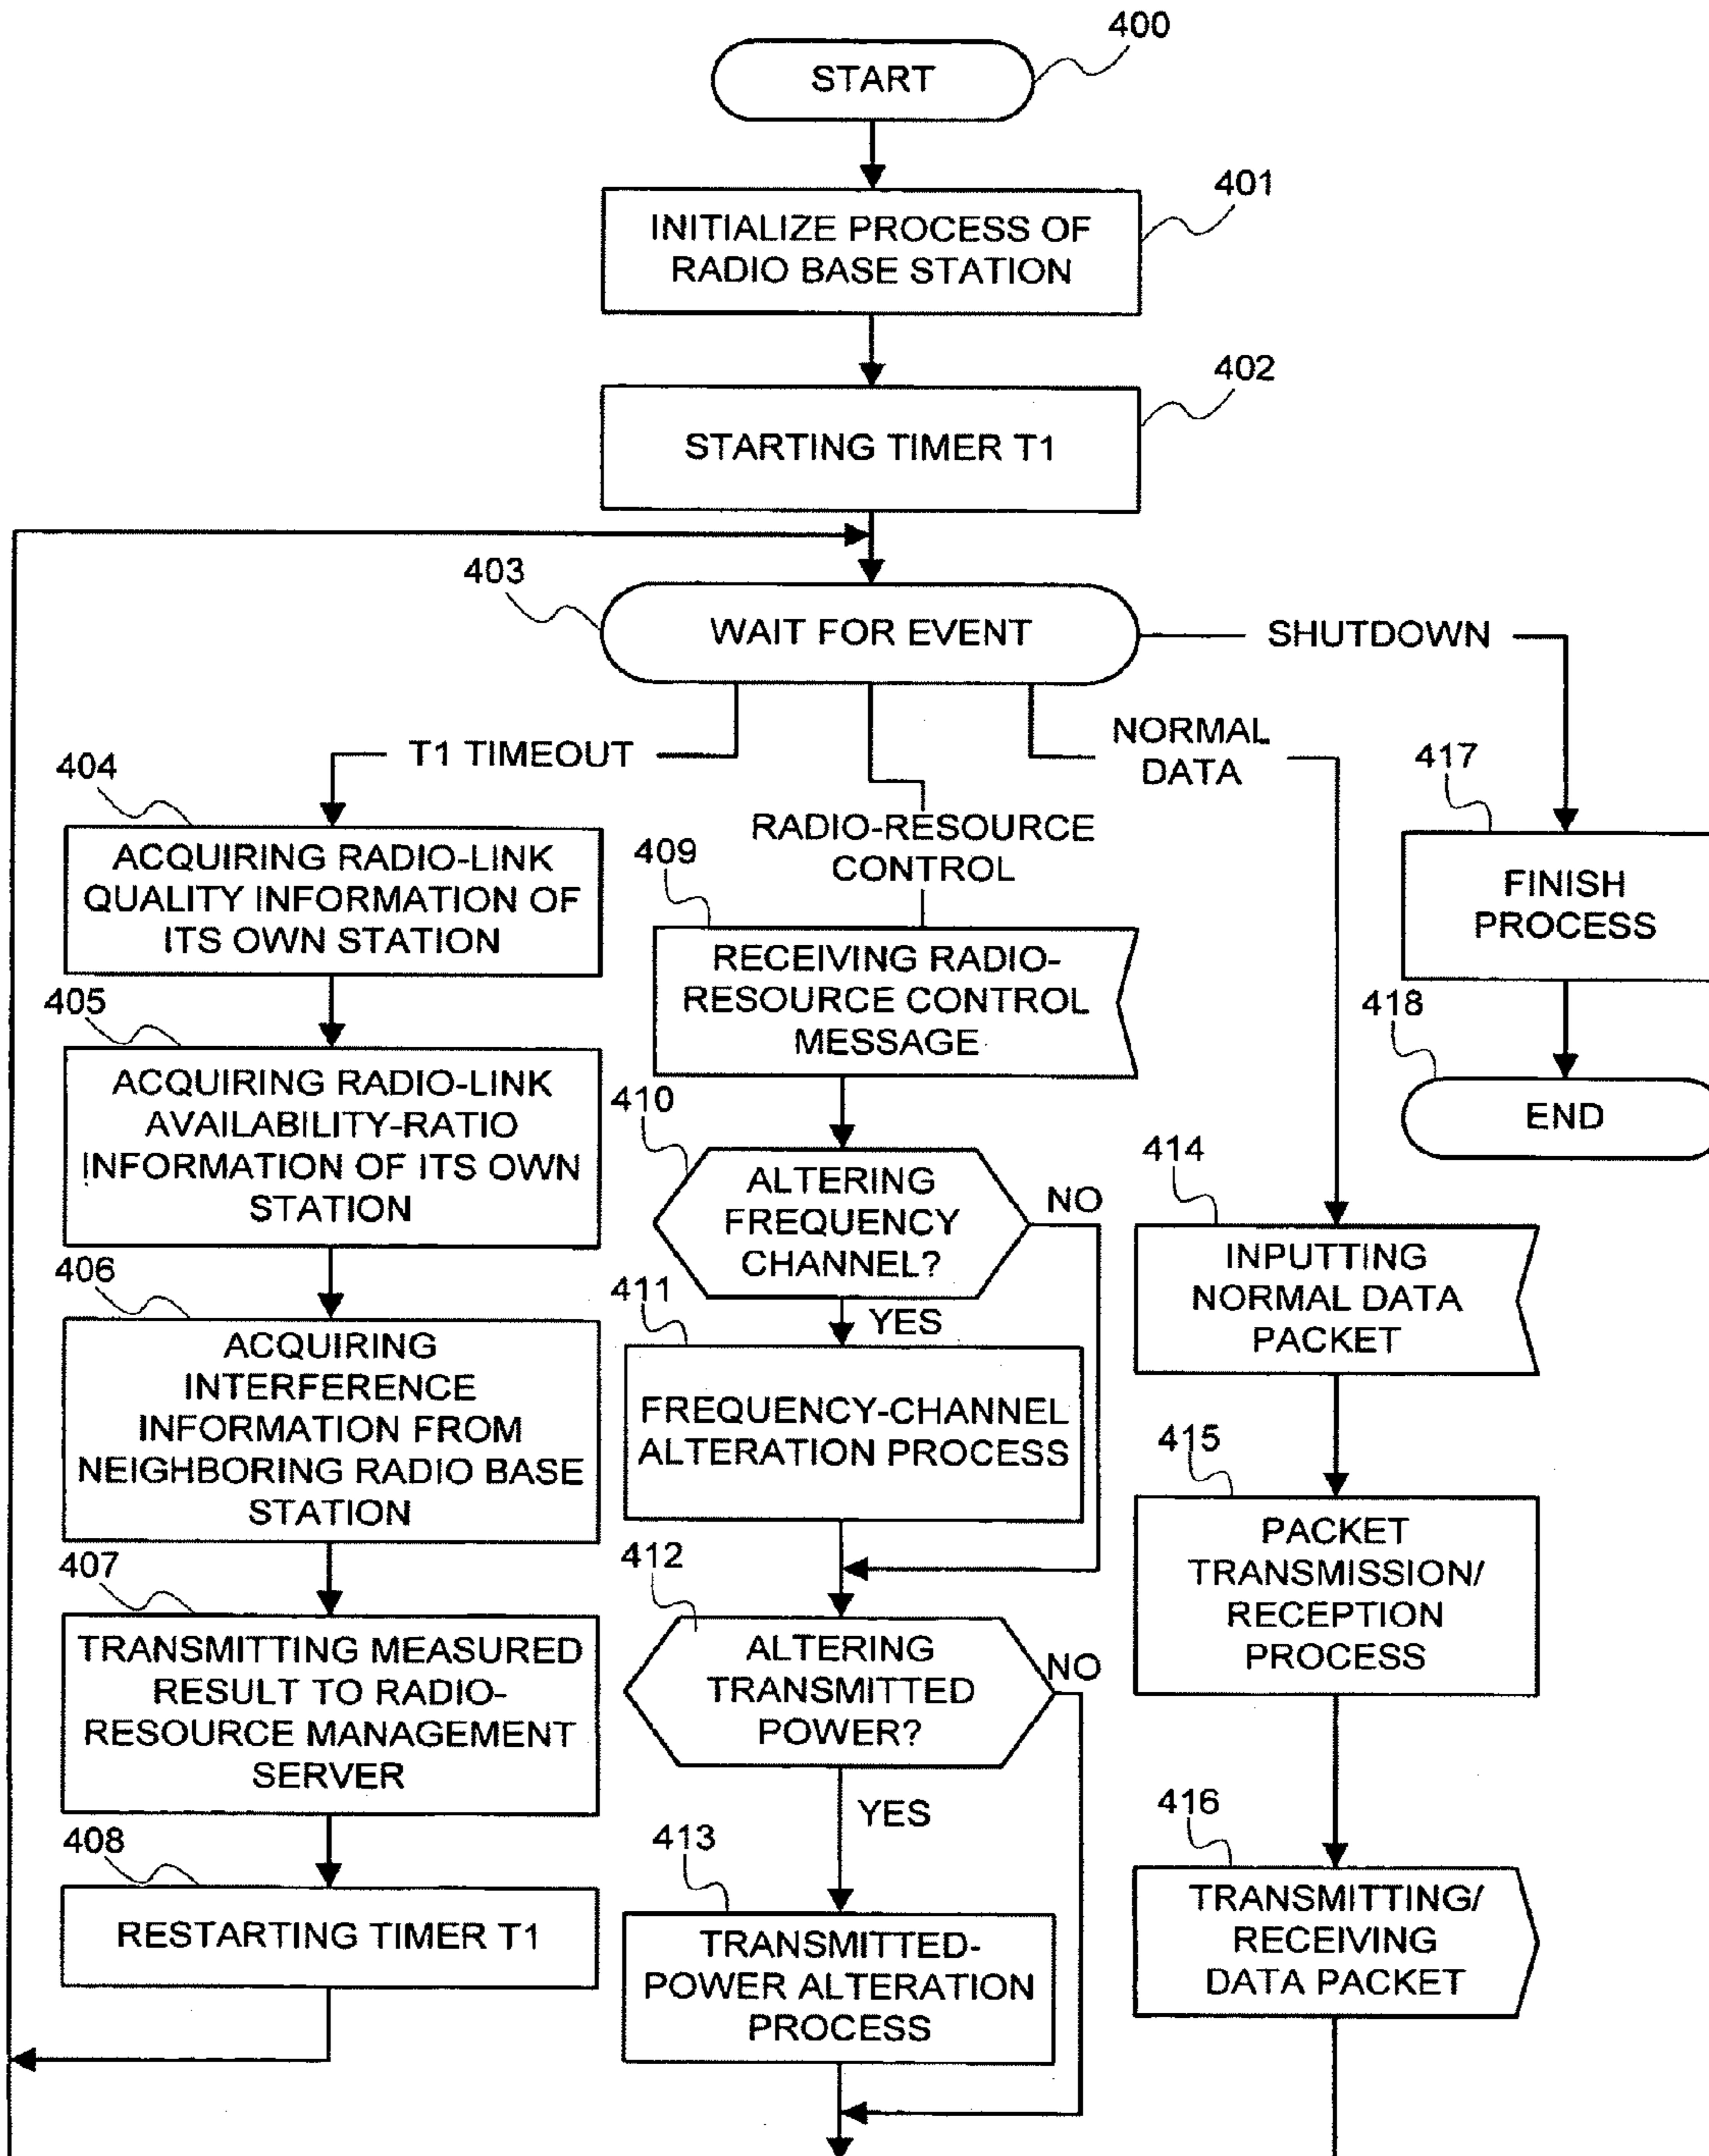 400
START
401
INITIALIZE PROCESS OF
RADIO BASE STATION
402
STARTING TIMER T1
403
WAIT FOR EVENT
SHUTDOWN
T1 TIMEOUT
NORMAL
DATA
RADIO-RESOURCE
CONTROL
404
ACQUIRING RADIO-LINK
QUALITY INFORMATION OF
ITS OWN STATION
405
ACQUIRING RADIO-LINK
AVAILABILITY-RATIO
INFORMATION OF ITS OWN
STATION
406
ACQUIRING
INTERFERENCE
INFORMATION FROM
NEIGHBORING RADIO BASE
STATION
407
TRANSMITTING MEASURED
RESULT TO RADIO-
RESOURCE MANAGEMENT
SERVER
408
RESTARTING TIMER T1
409
RECEIVING RADIO-
RESOURCE CONTROL
MESSAGE
410
ALTERING
FREQUENCY
CHANNEL?
NO
YES
411
FREQUENCY-CHANNEL
ALTERATION PROCESS
412
ALTERING
TRANSMITTED
POWER?
NO
YES
413
TRANSMITTED-
POWER ALTERATION
PROCESS
414
INPUTTING
NORMAL DATA
PACKET
415
PACKET
TRANSMISSION/
RECEPTION
PROCESS
416
TRANSMITTING/
RECEIVING
DATA PACKET
417
FINISH
PROCESS
418
END